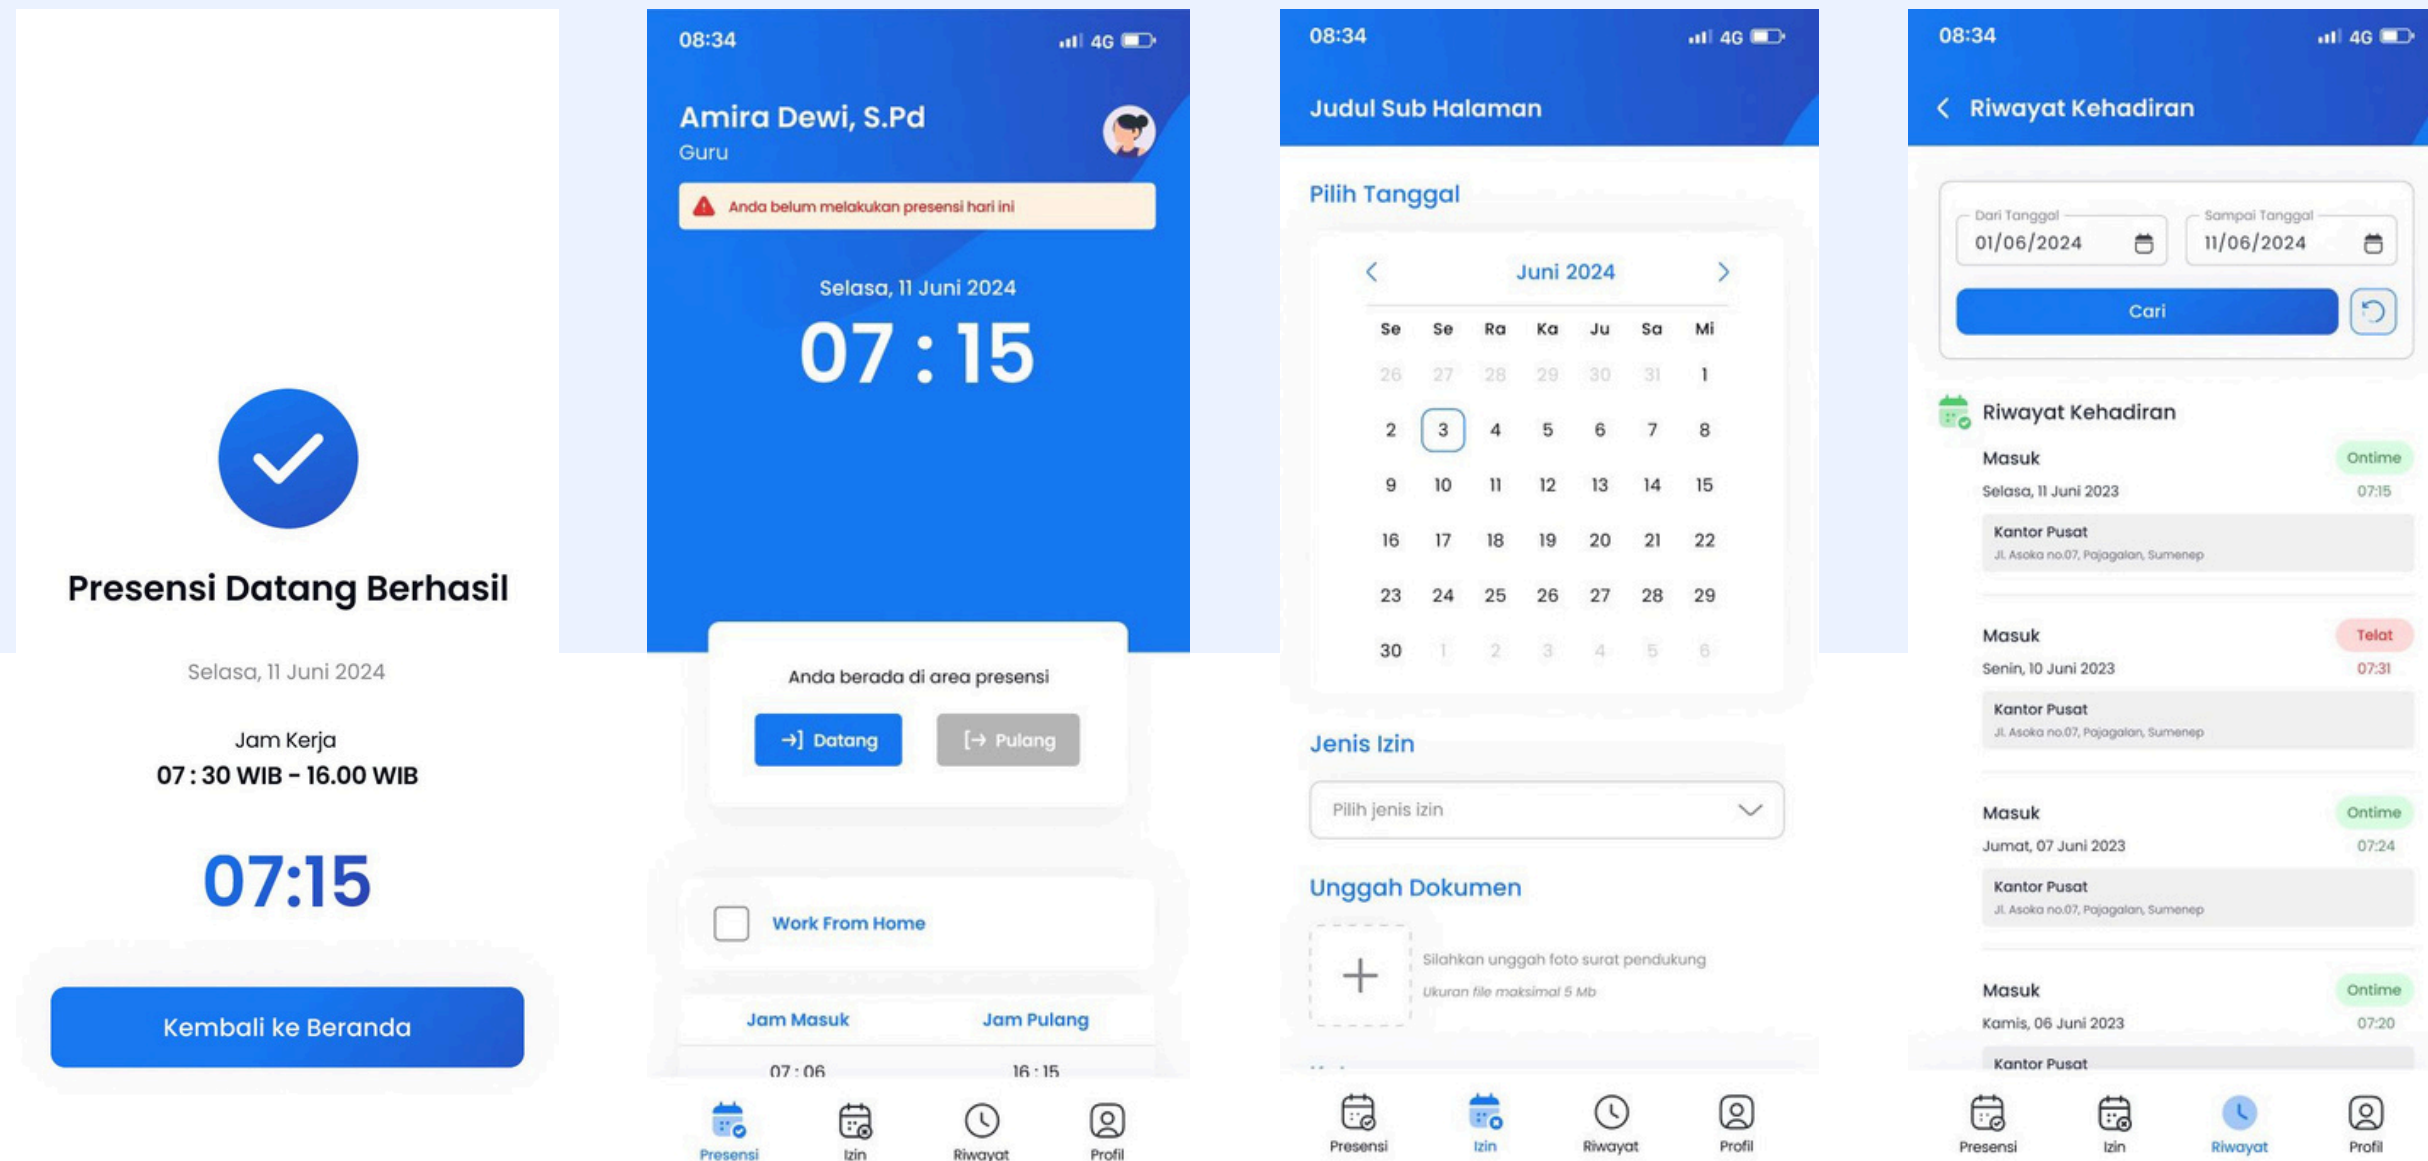 Presensi Datang Berhasil
Selasa, 11 Juni 2024
Jam Kerja
07 : 30 WIB - 16.00 WIB
07:15
Kembali ke Beranda
08:34
4G
Amira Dewi, S.Pd
Guru
Anda belum melakukan presensi hari ini
Selasa, 11 Juni 2024
07 : 15
Anda berada di area presensi
Datang
Pulang
Work From Home
Jam Masuk Jam Pulang
07 : 06 16 : 15
Presensi Izin Riwayat Profil
08:34
4G
Judul Sub Halaman
Pilih Tanggal
Juni 2024
Se Se Ra Ka Ju Sa Mi
26 27 28 29 30 31 1
2 3 4 5 6 7 8
9 10 11 12 13 14 15
16 17 18 19 20 21 22
23 24 25 26 27 28 29
30 1 2 3 4 5 6
Jenis Izin
Pilih jenis izin
Unggah Dokumen
Silahkan unggah foto surat pendukung
Ukuran file maksimal 5 Mb
Presensi Izin Riwayat Profil
08:34
4G
Riwayat Kehadiran
Dari Tanggal Sampai Tanggal
01/06/2024 11/06/2024
Cari
Riwayat Kehadiran
Masuk Ontime
Selasa, 11 Juni 2023 07:15
Kantor Pusat
Jl. Asoka no.07, Pajagalan, Sumenep
Masuk Telat
Senin, 10 Juni 2023 07:31
Kantor Pusat
Jl. Asoka no.07, Pajagalan, Sumenep
Masuk Ontime
Jumat, 07 Juni 2023 07:24
Kantor Pusat
Jl. Asoka no.07, Pajagalan, Sumenep
Masuk Ontime
Kamis, 06 Juni 2023 07:20
Kantor Pusat
Presensi Izin Riwayat Profil